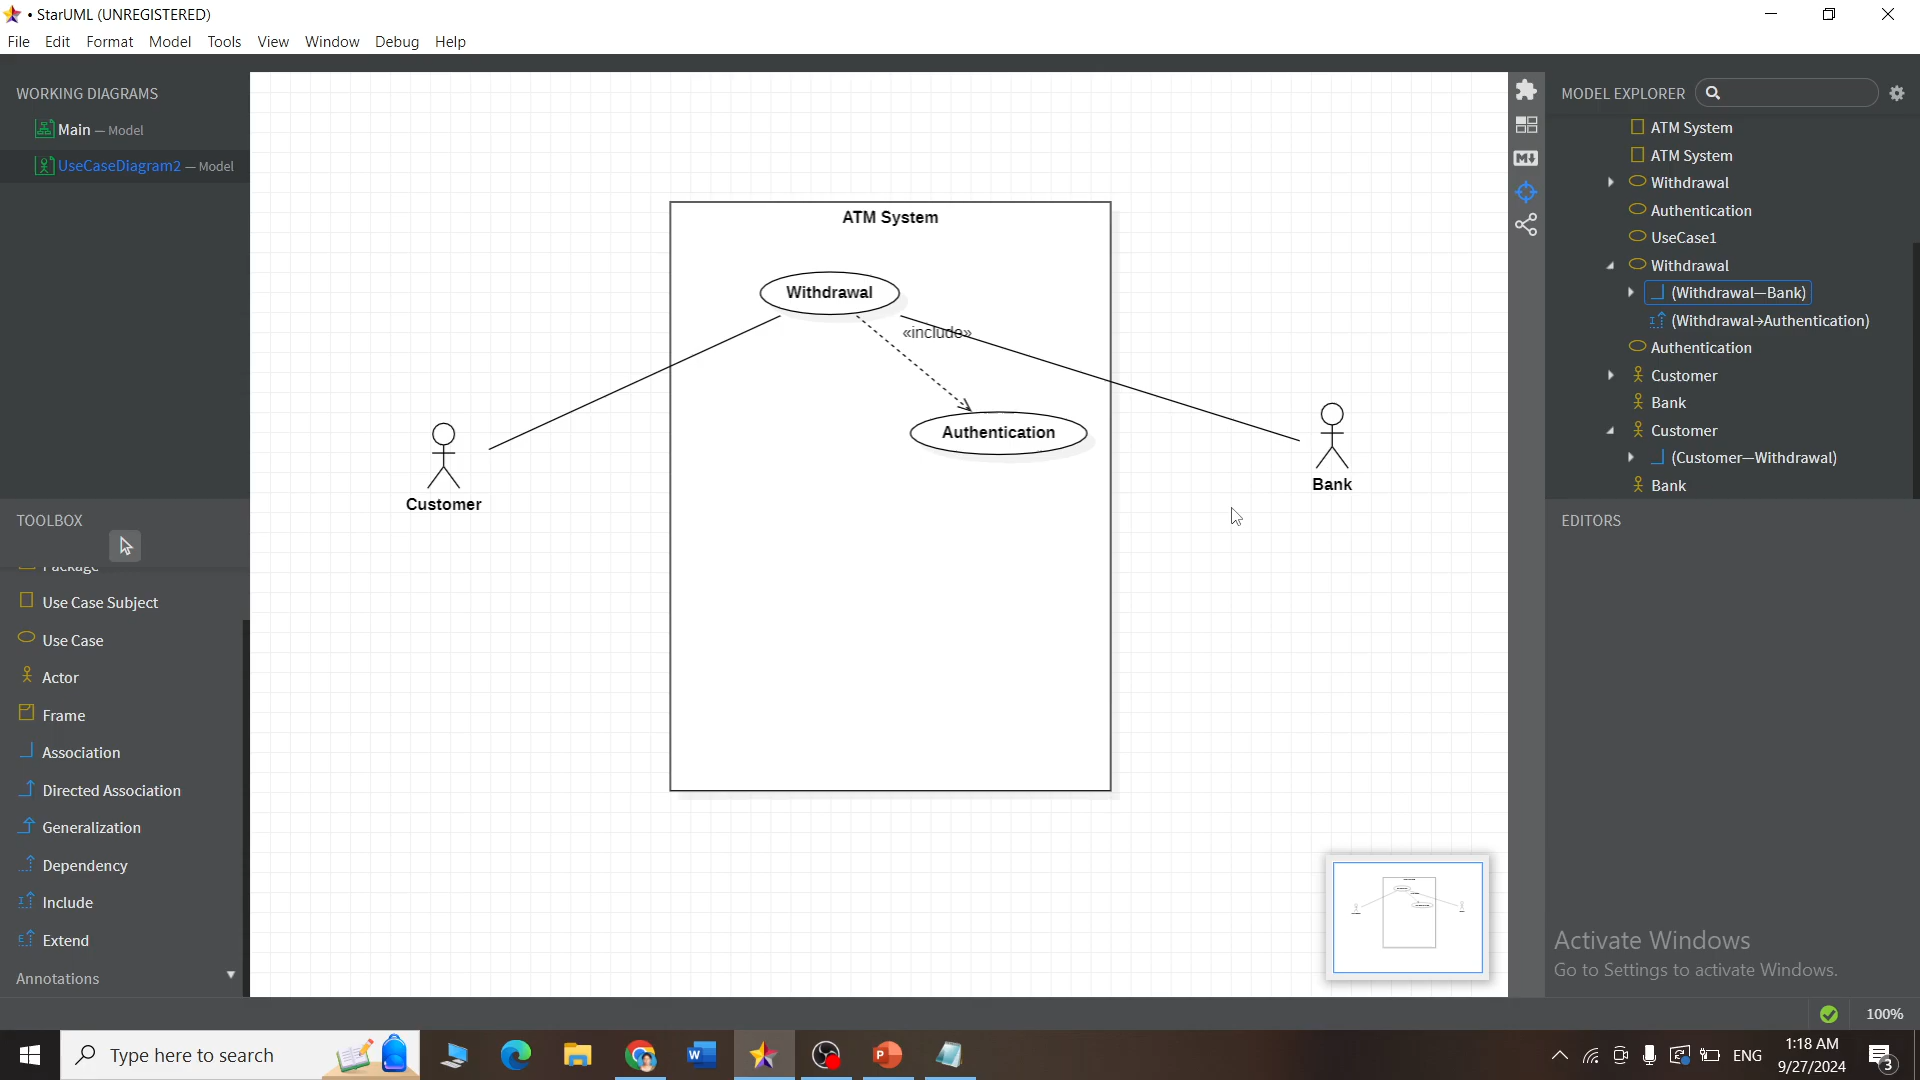 • StarUML (UNREGISTERED)
File Edit Format Model Tools View Window Debug Help
WORKING DIAGRAMS
Main — Model
UseCaseDiagram2 — Model
TOOLBOX
Package
Use Case Subject
Use Case
Actor
Frame
Association
Directed Association
Generalization
Dependency
Include
Extend
Annotations
ATM System
Withdrawal
«include»
Authentication
Customer
Bank
MODEL EXPLORER
ATM System
ATM System
Withdrawal
Authentication
UseCase1
Withdrawal
(Withdrawal—Bank)
(Withdrawal→Authentication)
Authentication
Customer
Bank
Customer
(Customer—Withdrawal)
Bank
EDITORS
Activate Windows
Go to Settings to activate Windows.
100%
Type here to search
ENG
1:18 AM
9/27/2024
3